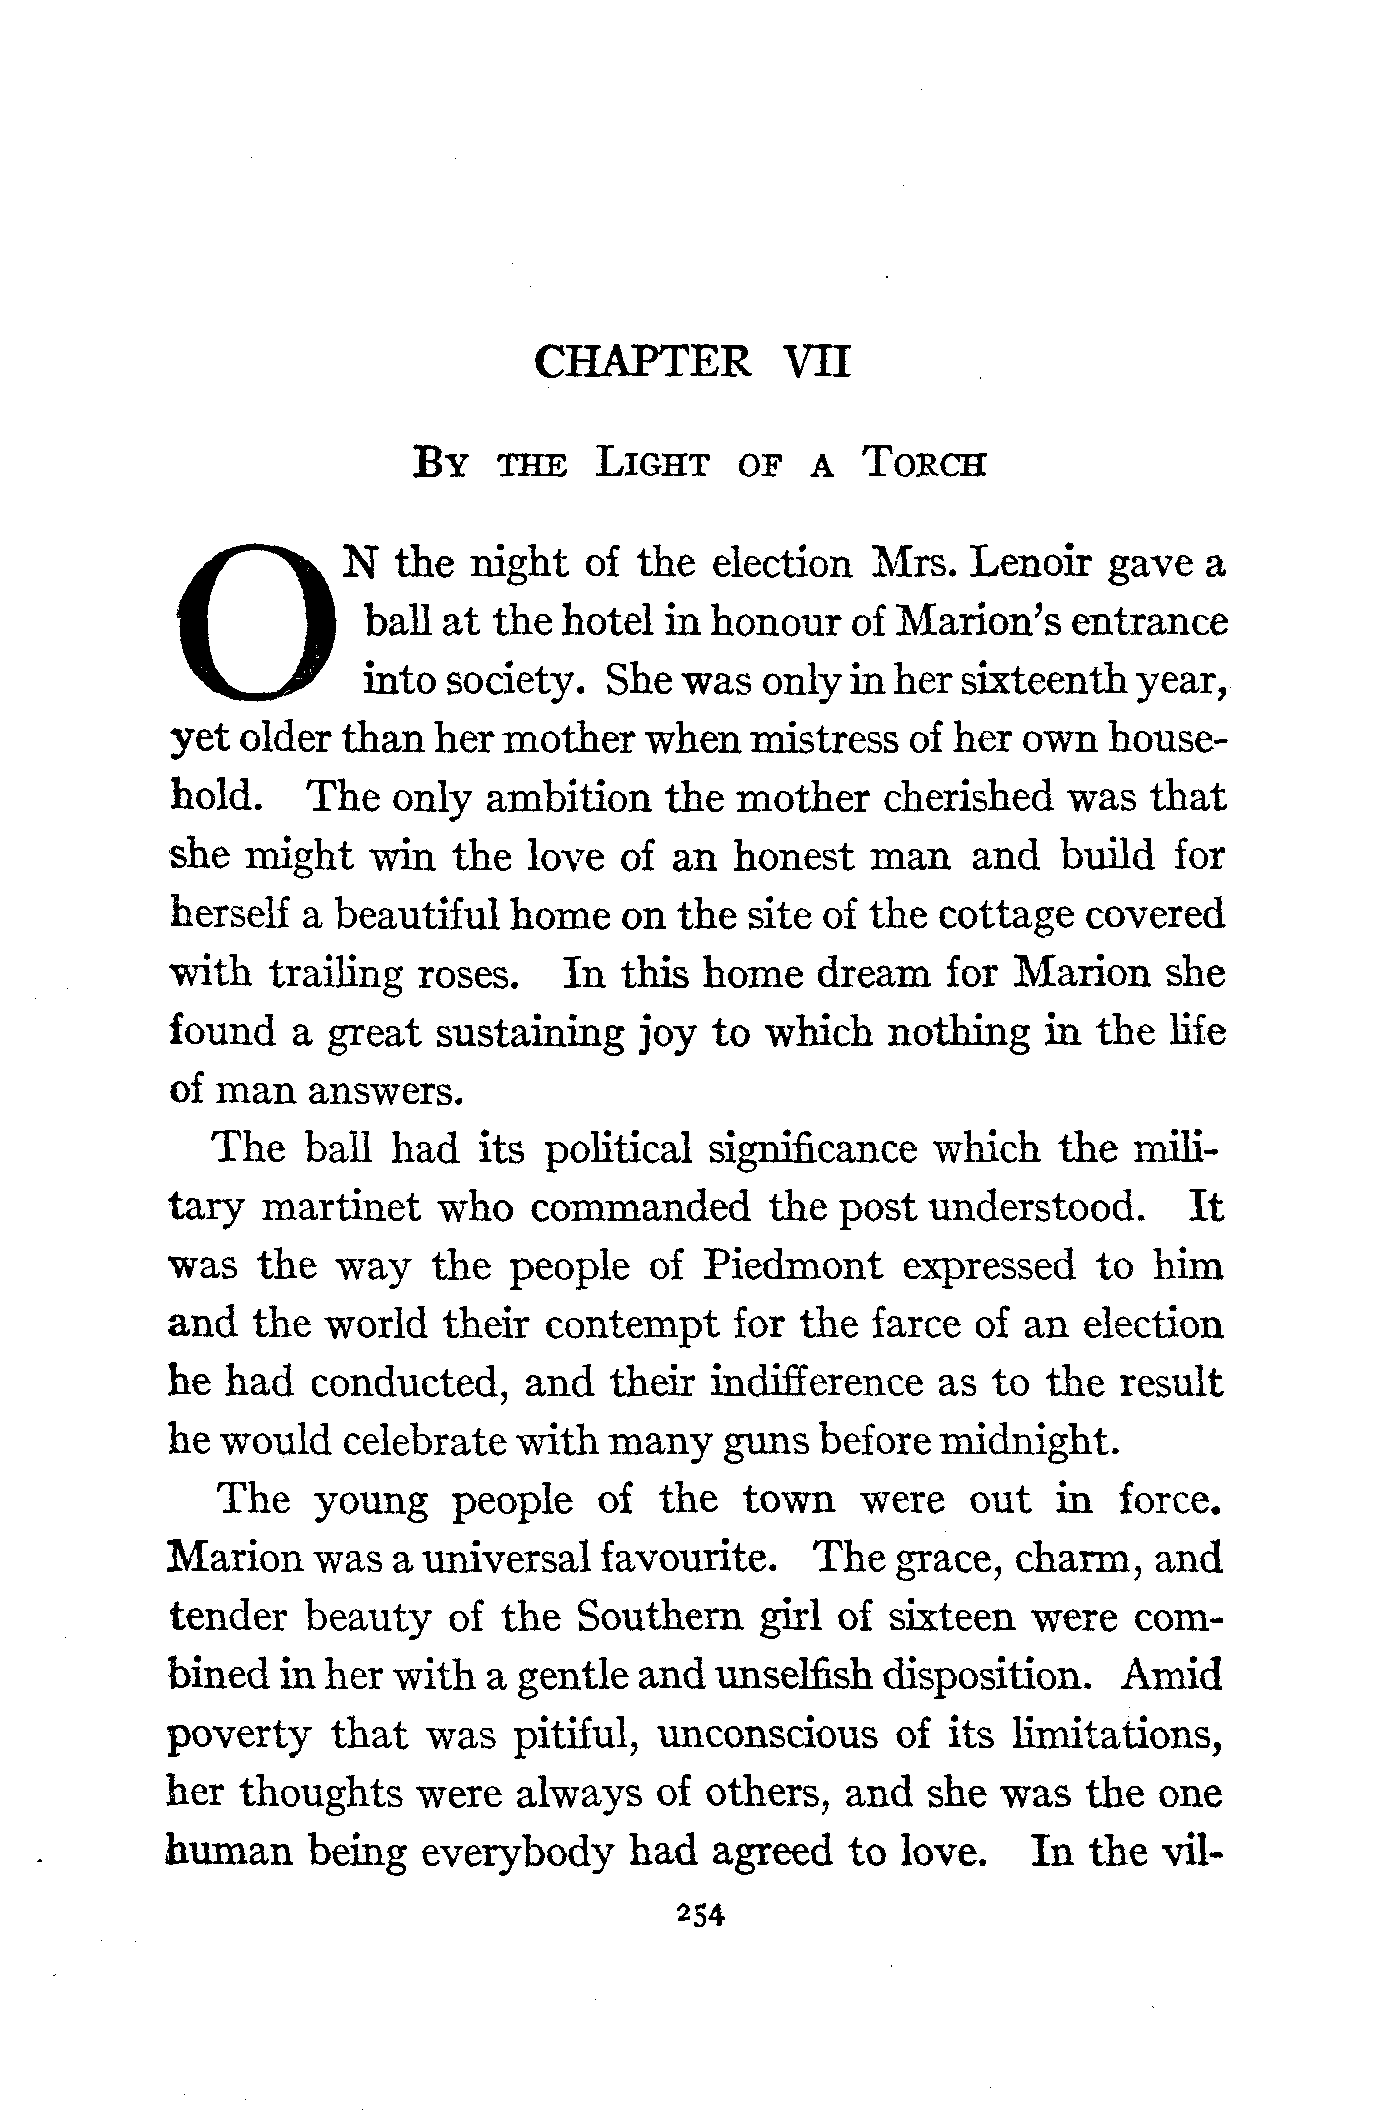 CHAPTER VII
BY THE LIGHT OF A TORCH
ON the night of the election Mrs. Lenoir gave a
ball at the hotel in honour of Marion's entrance
into society. She was only in her sixteenth year,
yet older than her mother when mistress of her own house-
hold. The only ambition the mother cherished was that
she might win the love of an honest man and build for
herself a beautiful home on the site of the cottage covered
with trailing roses. In this home dream for Marion she
found a great sustaining joy to which nothing in the life
of man answers.
The ball had its political significance which the mili-
tary martinet who commanded the post understood. It
was the way the people of Piedmont expressed to him
and the world their contempt for the farce of an election
he had conducted, and their indifference as to the result
he would celebrate with many guns before midnight.
The young people of the town were out in force.
Marion was a universal favourite. The grace, charm, and
tender beauty of the Southern girl of sixteen were com-
bined in her with a gentle and unselfish disposition. Amid
poverty that was pitiful, unconscious of its limitations,
her thoughts were always of others, and she was the one
human being everybody had agreed to love. In the vil-
254